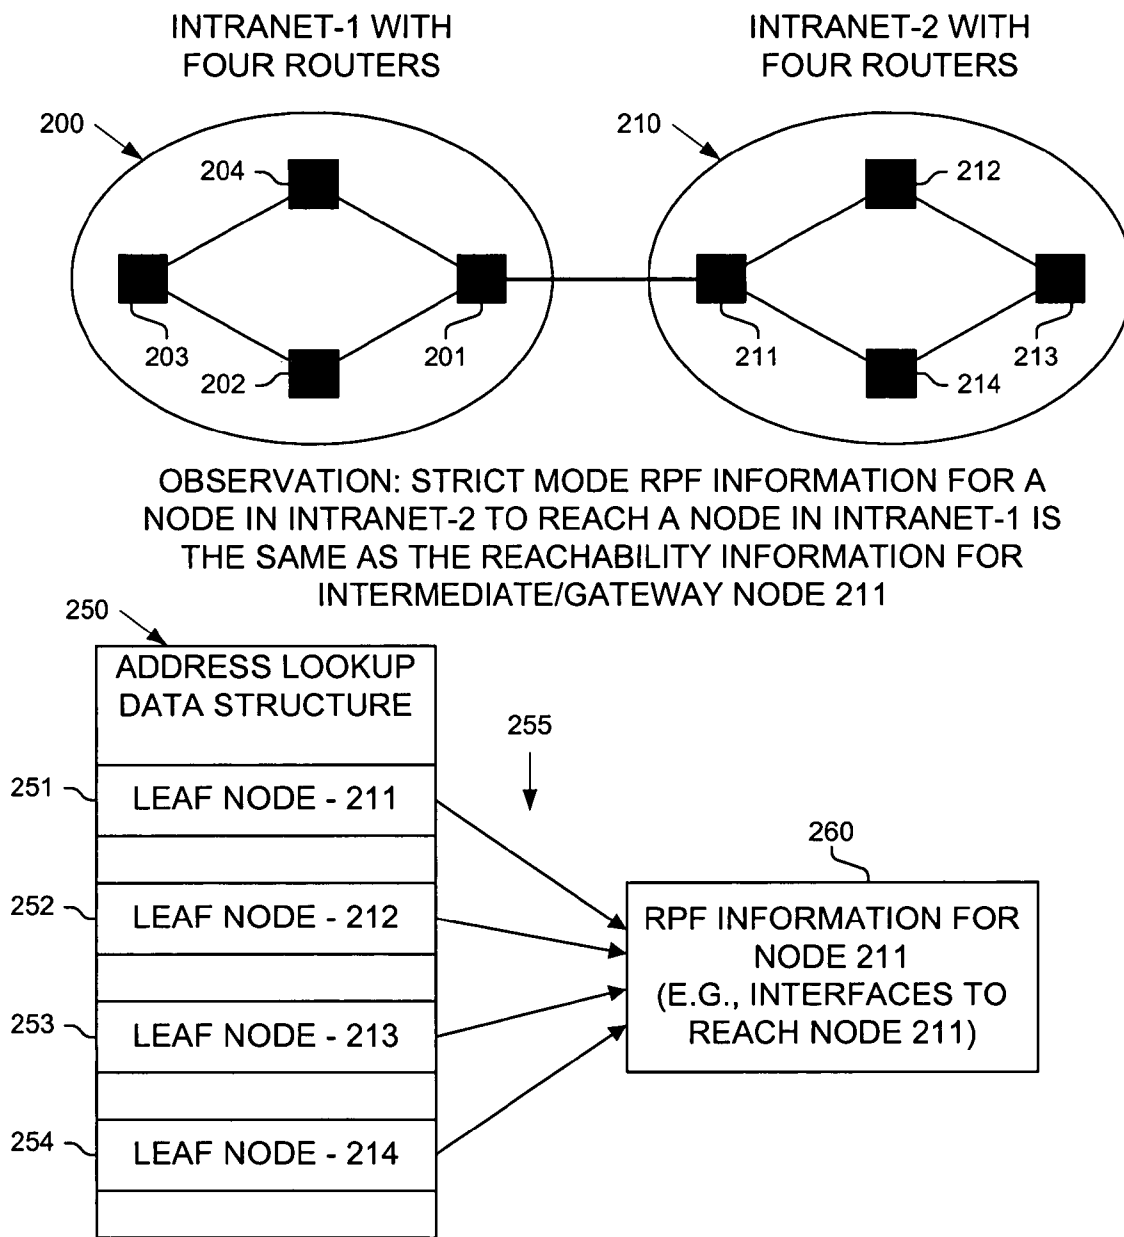 INTRANET-1 WITH
FOUR ROUTERS
INTRANET-2 WITH
FOUR ROUTERS
200
210
204
212
203
201
211
213
202
214
OBSERVATION: STRICT MODE RPF INFORMATION FOR A
NODE IN INTRANET-2 TO REACH A NODE IN INTRANET-1 IS
THE SAME AS THE REACHABILITY INFORMATION FOR
INTERMEDIATE/GATEWAY NODE 211
250
ADDRESS LOOKUP
DATA STRUCTURE
255
251
LEAF NODE - 211
260
252
LEAF NODE - 212
RPF INFORMATION FOR
NODE 211
(E.G., INTERFACES TO
REACH NODE 211)
253
LEAF NODE - 213
254
LEAF NODE - 214